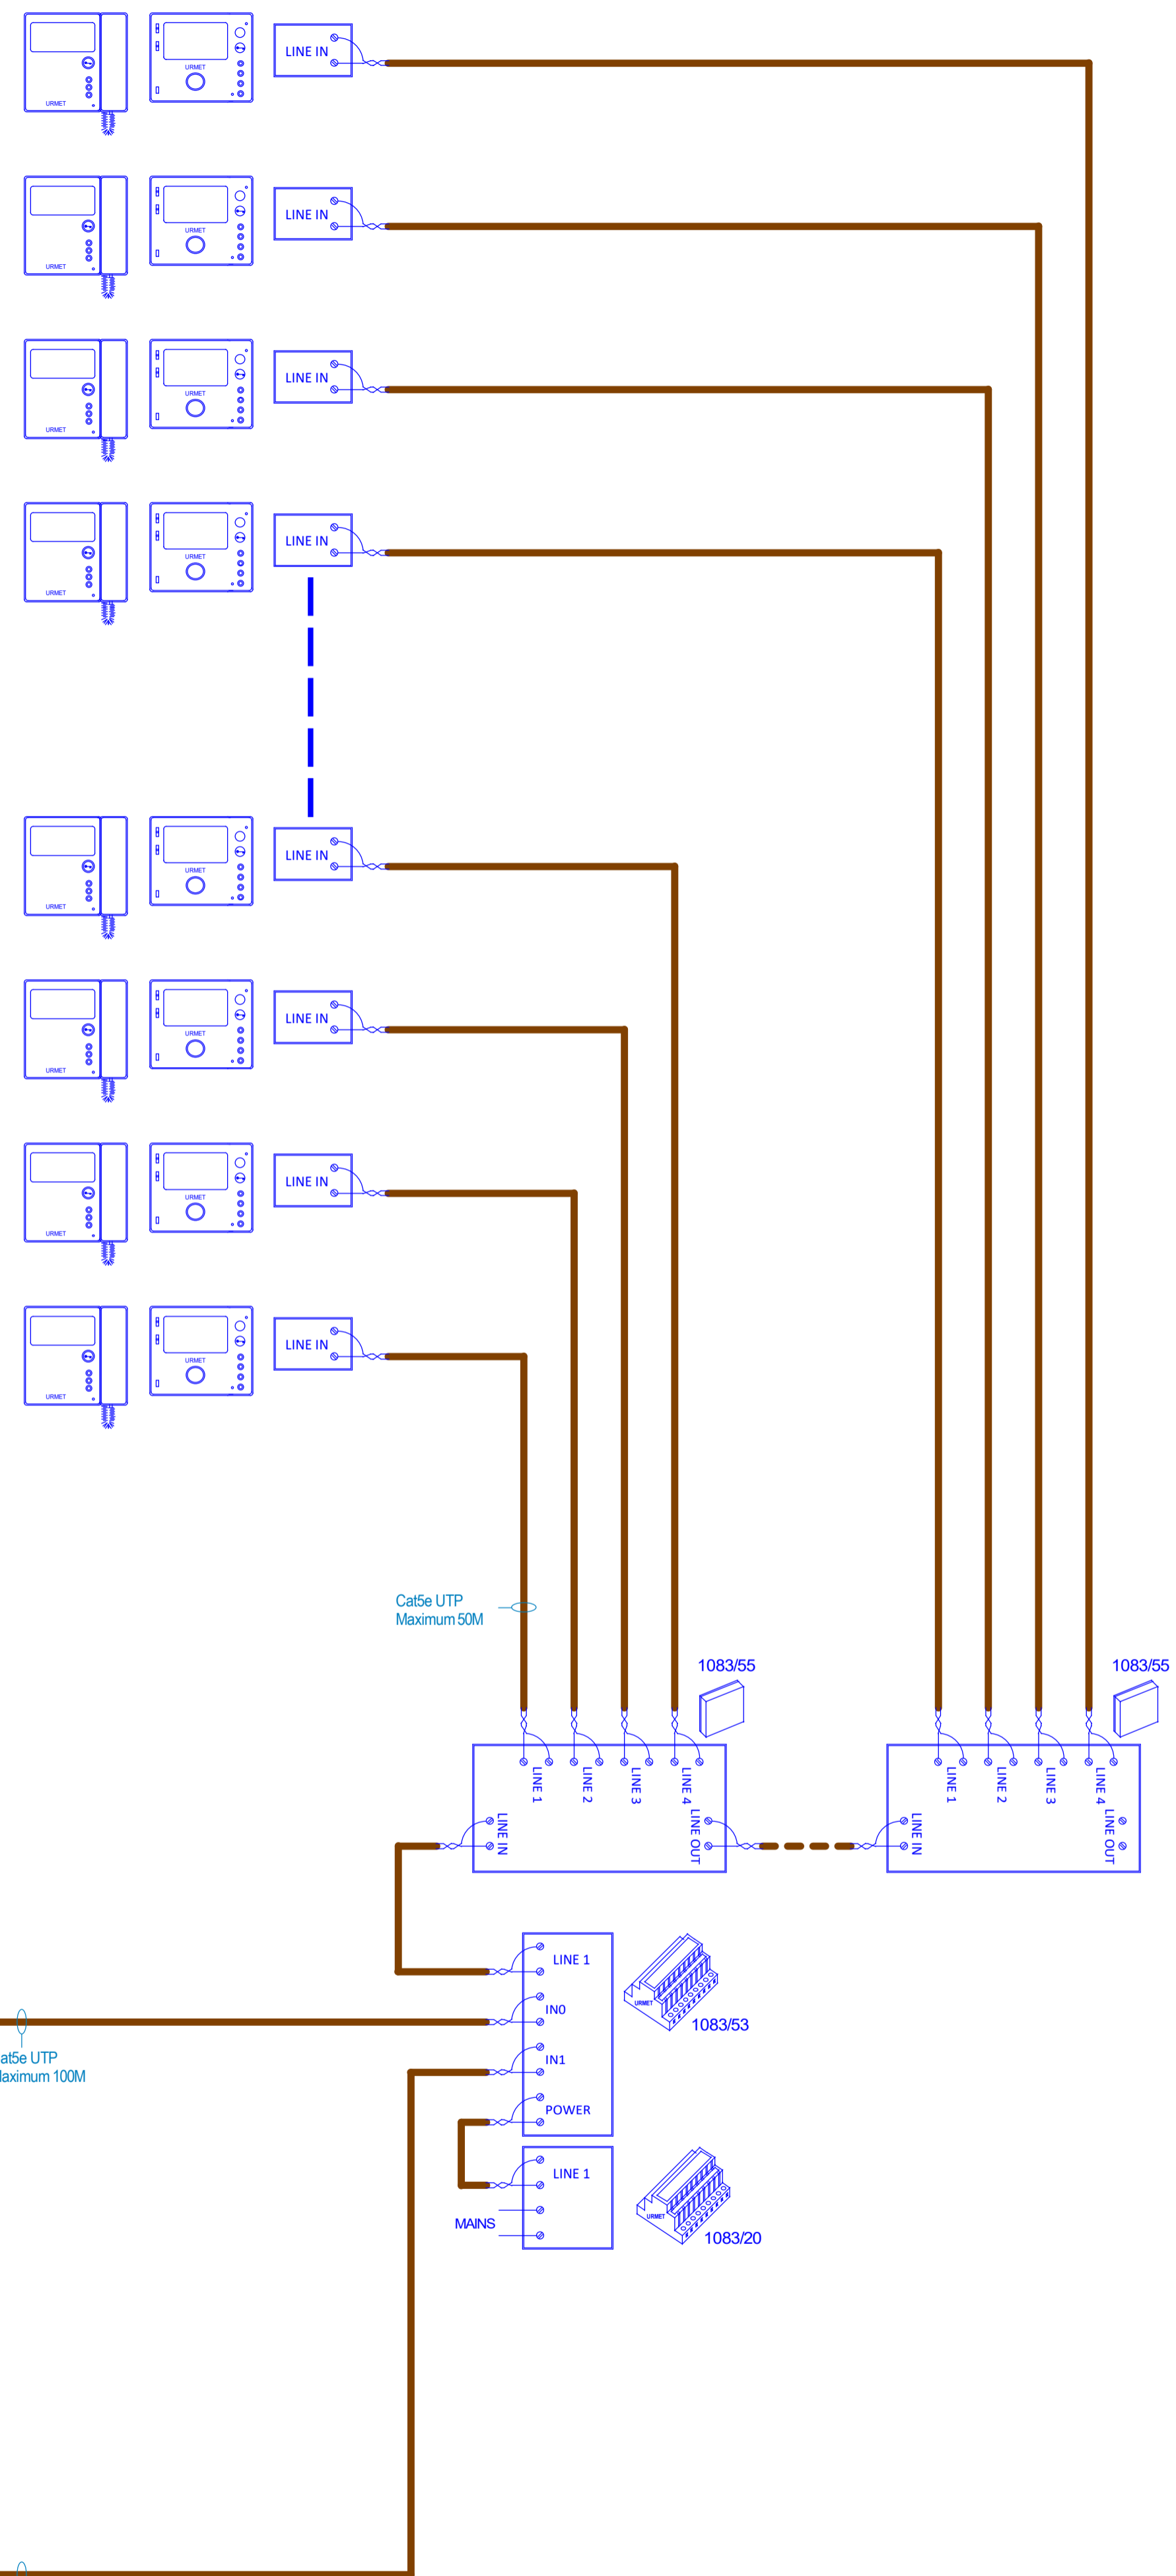 URMET
URMET
LINE IN
URMET
URMET
LINE IN
URMET
URMET
LINE IN
URMET
URMET
LINE IN
URMET
URMET
LINE IN
URMET
URMET
LINE IN
URMET
URMET
LINE IN
URMET
URMET
LINE IN
Cat5e UTP
Maximum 50M
1083/55
1083/55
LINE 1
LINE 2
LINE 3
LINE 4
LINE IN
LINE OUT
LINE 1
LINE 2
LINE 3
LINE 4
LINE IN
LINE OUT
LINE 1
IN0
IN1
POWER
URMET
1083/53
at5e UTP
aximum 100M
LINE 1
MAINS
URMET
1083/20